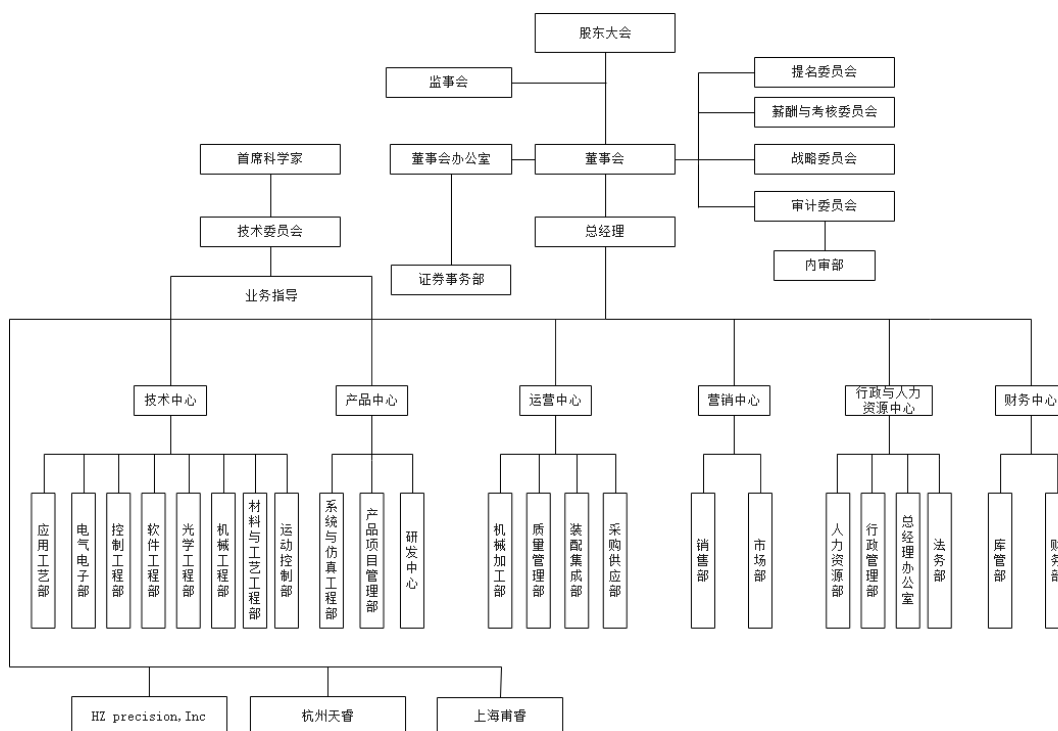 股东大会
监事会
提名委员会
薪酬与考核委员会
首席科学家
董事会办公室
董事会
战略委员会
技术委员会
总经理
审计委员会
证券事务部
内审部
业务指导
技术中心
产品中心
运营中心
营销中心
行政与人力
资源中心
财务中心
应用工艺部
电气电子部
控制工程部
软件工程部
光学工程部
机械工程部
材料与工艺工程部
运动控制部
系统与仿真工程部
产品项目管理部
研发中心
机械加工部
质量管理部
装配集成部
采购供应部
销售部
市场部
人力资源部
行政管理部
总经理办公室
法务部
库管部
财务部
HZ precision,Inc
杭州天睿
上海甫睿